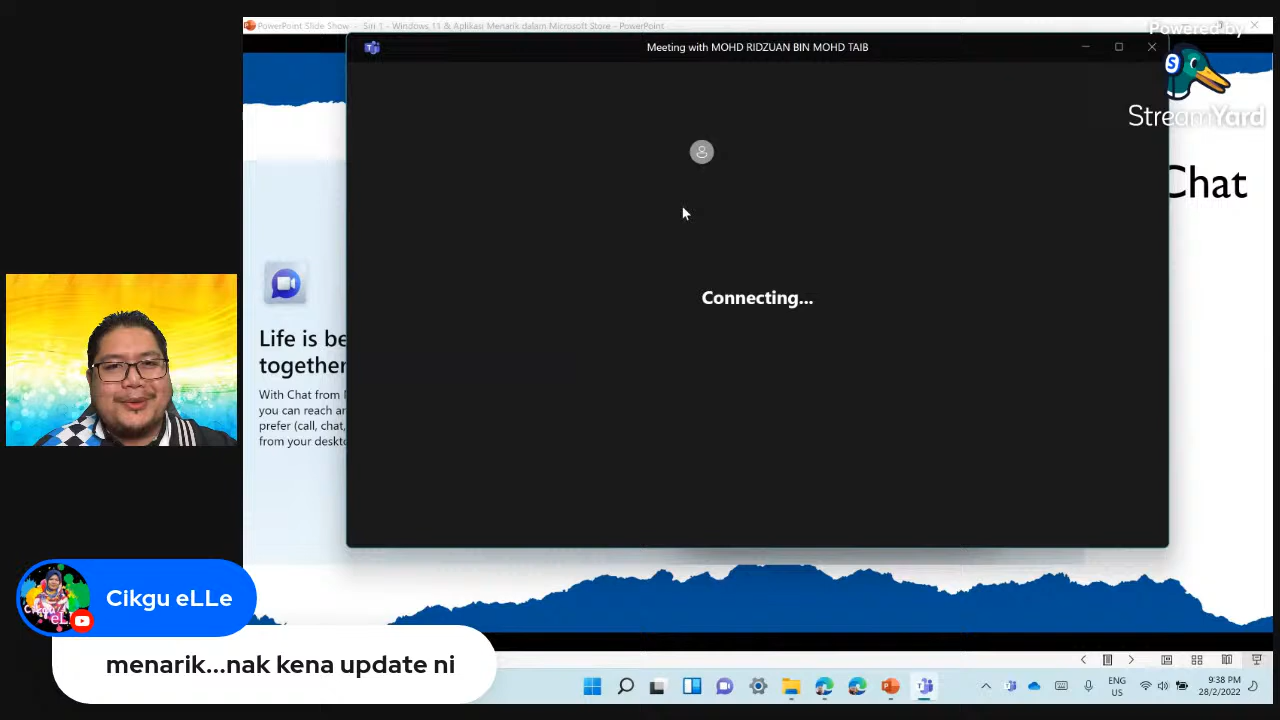 PowerPoint Slide Show - Siri 1 - Windows 11 & Aplikasi Menarik dalam Microsoft Store - PowerPoint
Powered by
StreamYard
Meeting with MOHD RIDZUAN BIN MOHD TAIB
Chat
Connecting...
Life is be
together
With Chat from
you can reach
prefer (call, chat,
from your deskt
Cikgu eLLe
menarik...nak kena update ni
ENG
US
9:38 PM
28/2/2022